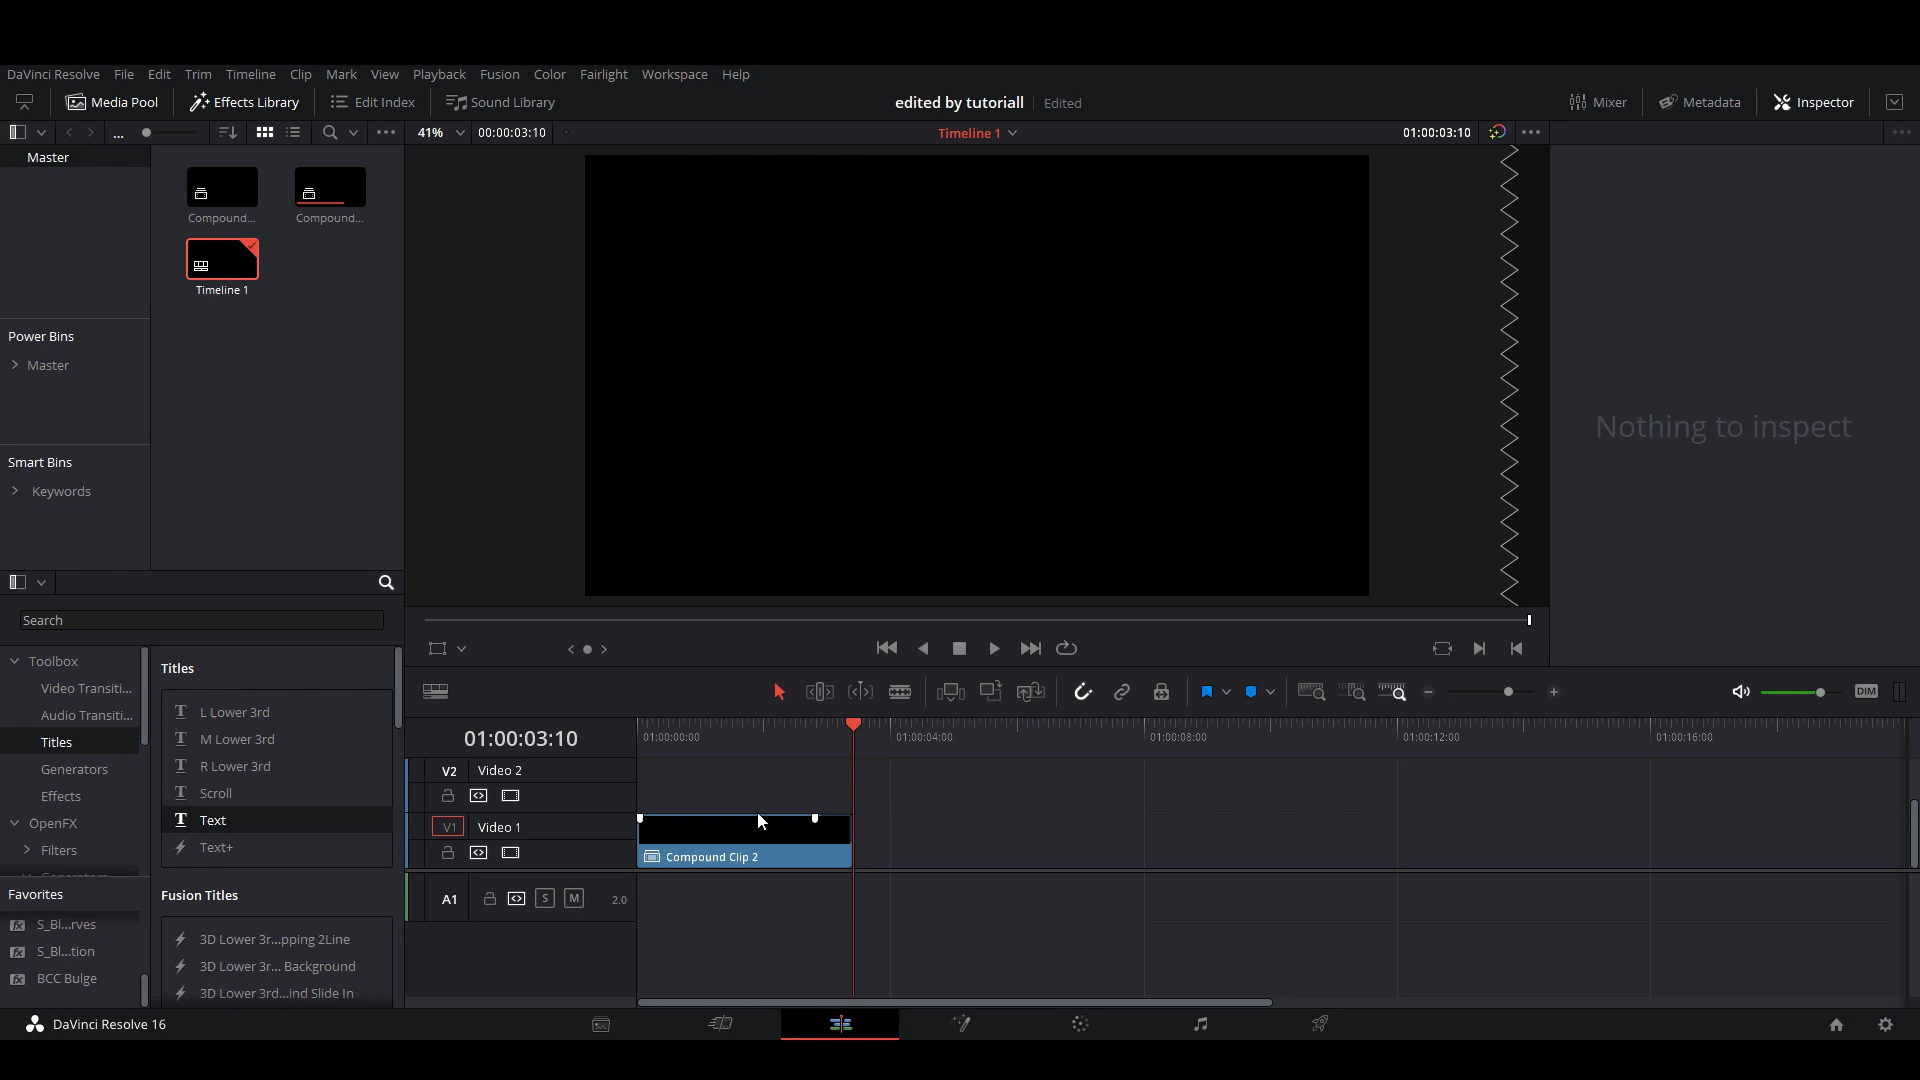 DaVinci Resolve File Edit Trim Timeline Clip Mark View Playback Fusion Color Fairlight Workspace Help
Media Pool Effects Library Edit Index Sound Library edited by tutoriall Edited Mixer Metadata Inspector
... 41% 00:00:03:10 Timeline 1 01:00:03:10
Master
Compound... Compound...
Timeline 1
Power Bins
Master
Smart Bins
Keywords
Nothing to inspect
Search
Toolbox
Video Transiti...
Audio Transiti...
Titles
Generators
Effects
OpenFX
Filters
Favorites
S_Bl...rves
S_Bl...tion
BCC Bulge
Titles
L Lower 3rd
M Lower 3rd
R Lower 3rd
Scroll
Text
Text+
Fusion Titles
3D Lower 3r...pping 2Line
3D Lower 3r... Background
3D Lower 3rd...ind Slide In
DIM
01:00:03:10 01:00:00:00 01:00:04:00 01:00:08:00 01:00:12:00 01:00:16:00
V2 Video 2
V1 Video 1
Compound Clip 2
A1 S M 2.0
DaVinci Resolve 16